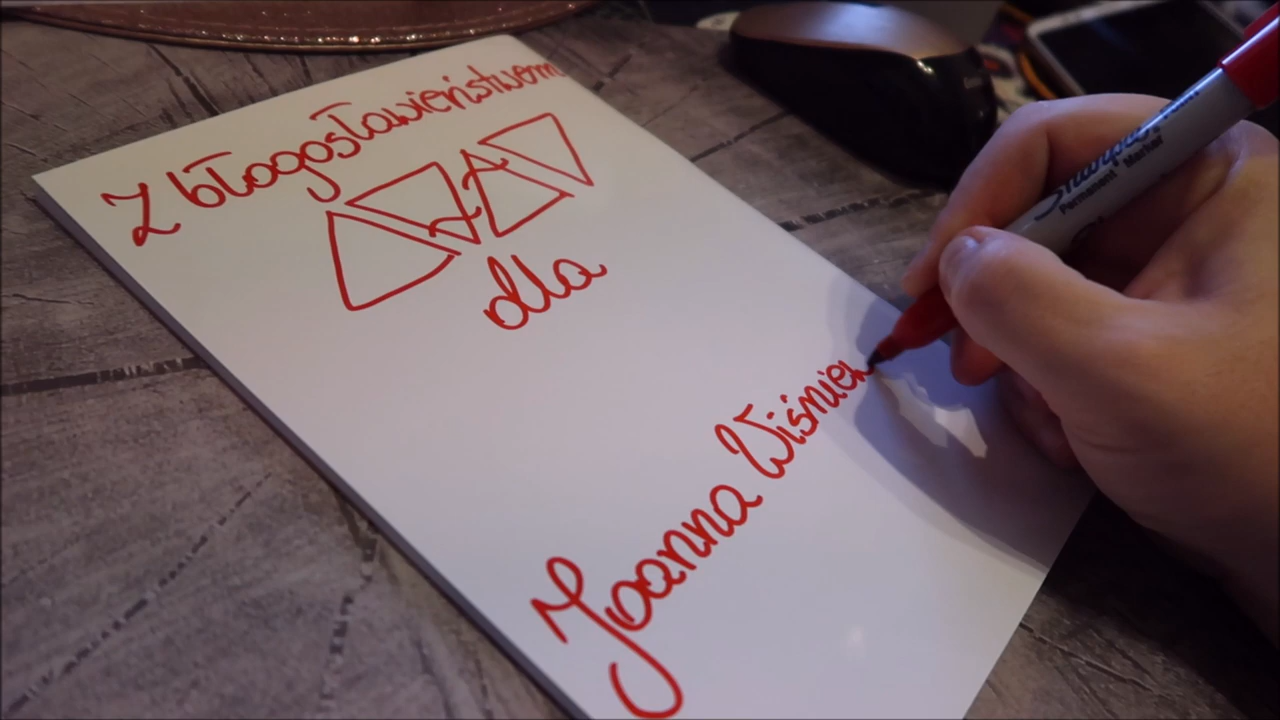 Z błogosławieństwem
dla
Joanna Wiśniew
Sharpie
Permanent Marker